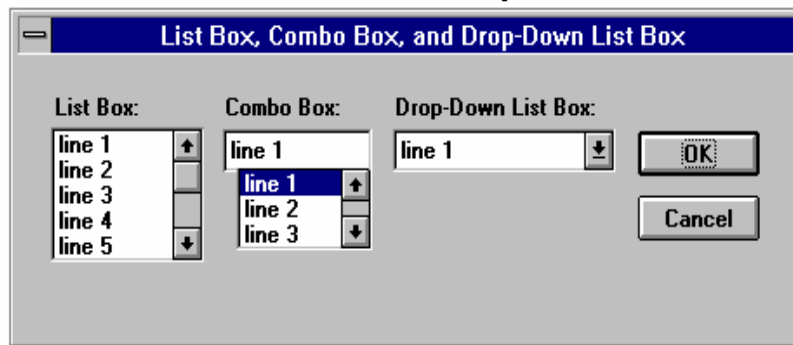 List Box, Combo Box, and Drop-Down List Box
List Box:
line 1
line 2
line 3
line 4
line 5
Combo Box:
line 1
line 1
line 2
line 3
Drop-Down List Box:
line 1
OK
Cancel